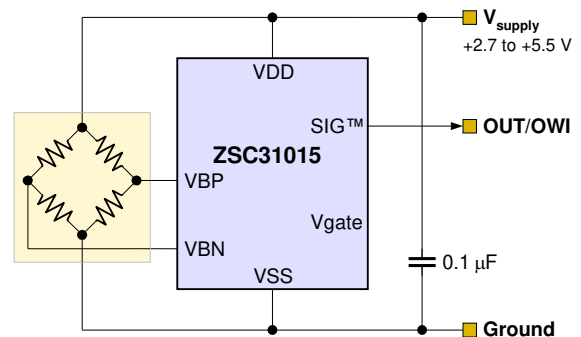 V_supply
+2.7 to +5.5 V
VDD
SIG™
OUT/OWI
ZSC31015
VBP
Vgate
VBN
VSS
0.1 μF
Ground